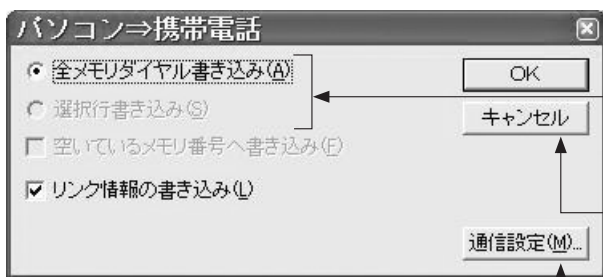 パソコン⇒携帯電話
全メモリダイヤル書き込み(A)
OK
選択行書き込み(S)
キャンセル
空いているメモリ番号へ書き込み(F)
リンク情報の書き込み(L)
通信設定(M)...